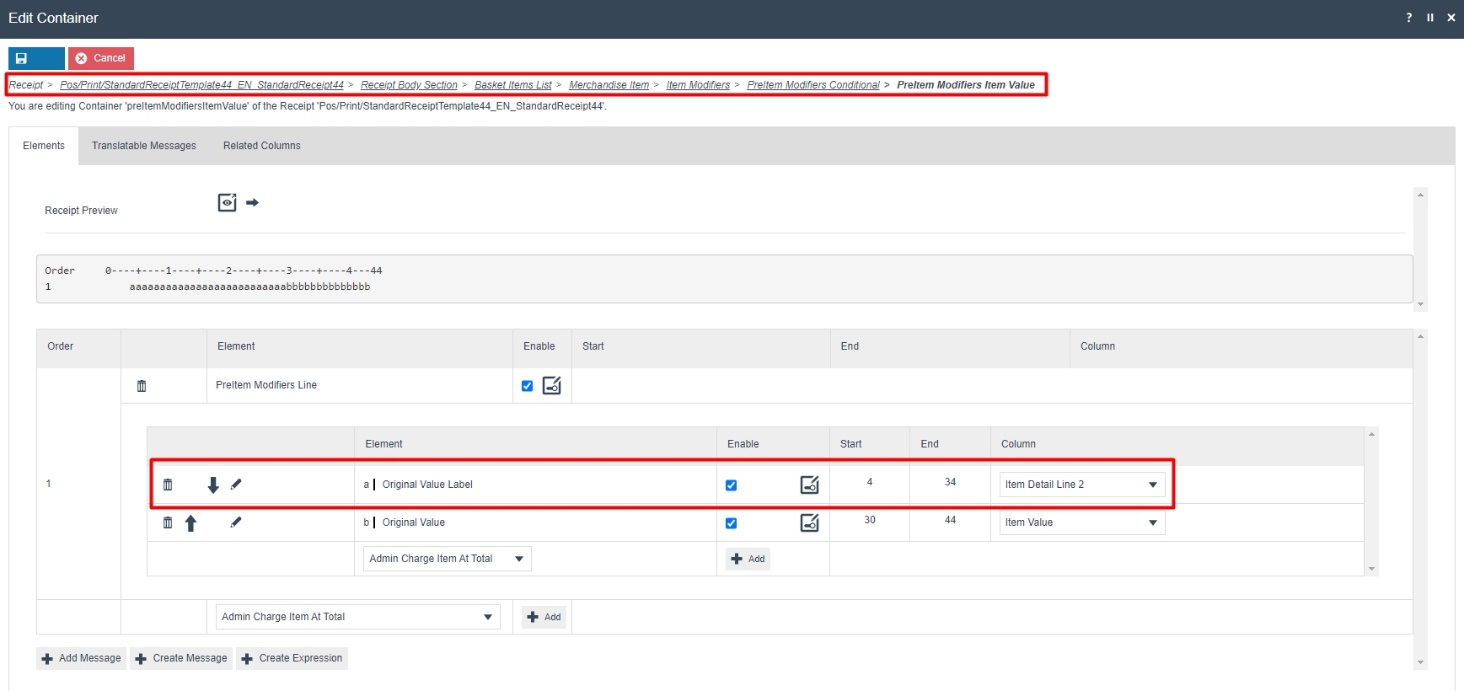 Edit Container
? II ×
Cancel
Receipt > Pos/Print/StandardReceiptTemplate44_EN_StandardReceipt44 > Receipt Body Section > Basket Items List > Merchandise Item > Item Modifiers > PreItem Modifiers Conditional > PreItem Modifiers Item Value
You are editing Container 'preItemModifiersItemValue' of the Receipt 'Pos/Print/StandardReceiptTemplate44_EN_StandardReceipt44'.
Elements Translatable Messages Related Columns
Receipt Preview
Order 0----+----1----+----2----+----3----+----4---44
1 aaaaaaaaaaaaaaaaaaaaaaaaaabbbbbbbbbbbbbb
Order Element Enable Start End Column
PreItem Modifiers Line
Element Enable Start End Column
1 a | Original Value Label 4 34 Item Detail Line 2
b | Original Value 30 44 Item Value
Admin Charge Item At Total Add
Admin Charge Item At Total Add
Add Message Create Message Create Expression